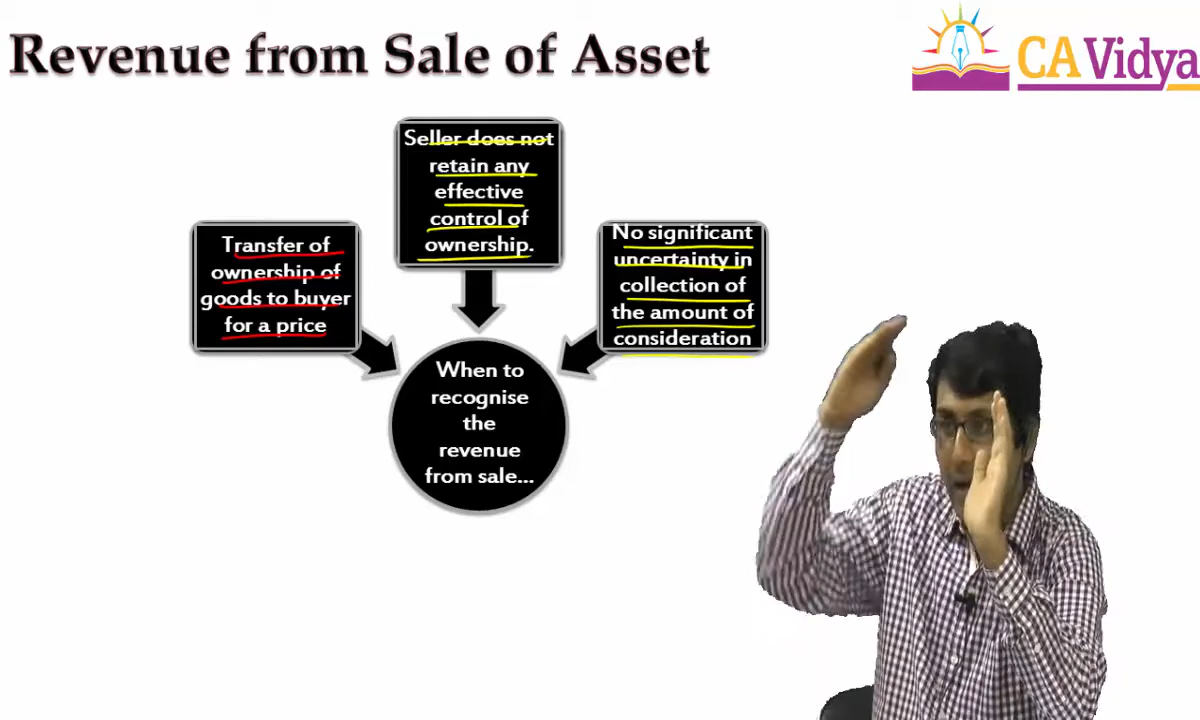 Revenue from Sale of Asset
CA Vidya
Seller does not
retain any
effective
control of
ownership.
Transfer of
ownership of
goods to buyer
for a price
No significant
uncertainty in
collection of
the amount of
consideration
When to
recognise
the
revenue
from sale...